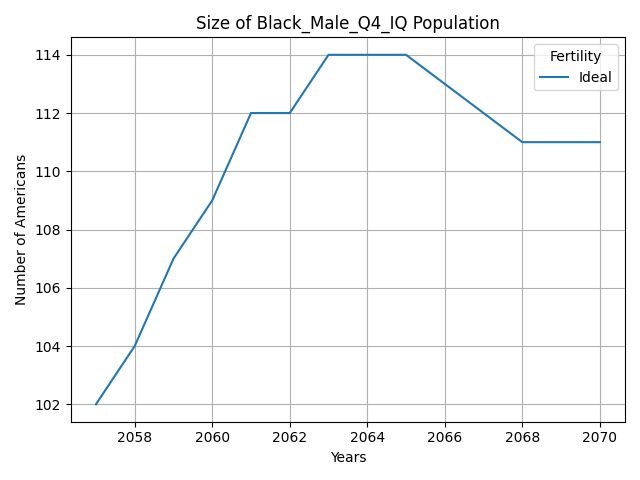 Size of Black_Male_Q4_IQ Population
Fertility
Ideal
Number of Americans
114
112
110
108
106
104
102
2058 2060 2062 2064 2066 2068 2070
Years